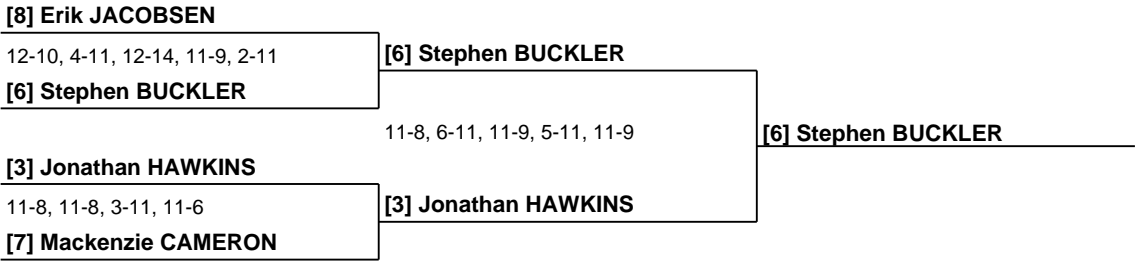 [8] Erik JACOBSEN
12-10, 4-11, 12-14, 11-9, 2-11
[6] Stephen BUCKLER
[6] Stephen BUCKLER
11-8, 6-11, 11-9, 5-11, 11-9
[6] Stephen BUCKLER
[3] Jonathan HAWKINS
11-8, 11-8, 3-11, 11-6
[3] Jonathan HAWKINS
[7] Mackenzie CAMERON